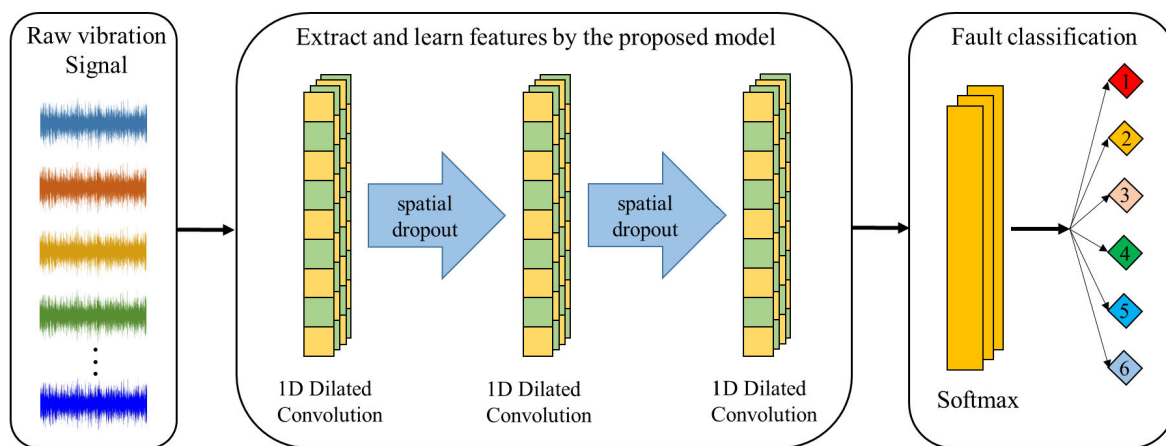 Raw vibration
Signal
Extract and learn features by the proposed model
spatial
dropout
spatial
dropout
1D Dilated
Convolution
1D Dilated
Convolution
1D Dilated
Convolution
Fault classification
1
2
3
4
5
6
Softmax